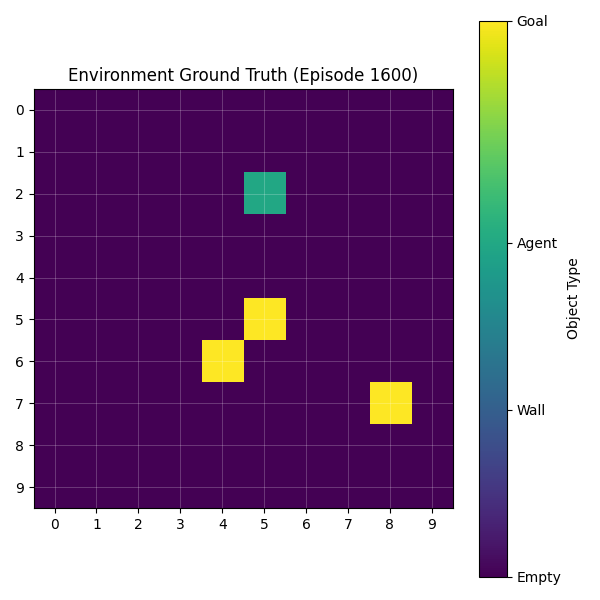 Environment Ground Truth (Episode 1600)
Goal
Agent
Wall
Empty
Object Type
0
1
2
3
4
5
6
7
8
9
0 1 2 3 4 5 6 7 8 9